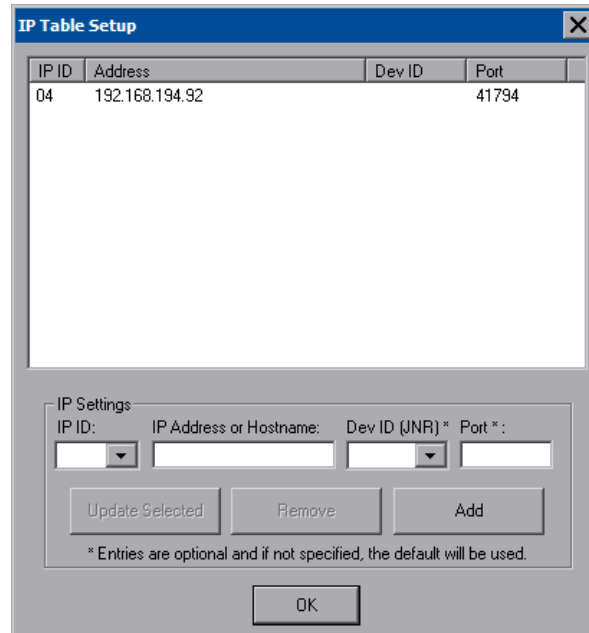 IP Table Setup
IP ID Address Dev ID Port
04 192.168.194.92 41794
IP Settings
IP ID: IP Address or Hostname: Dev ID (JNR) * Port * :
Update Selected Remove Add
* Entries are optional and if not specified, the default will be used.
OK